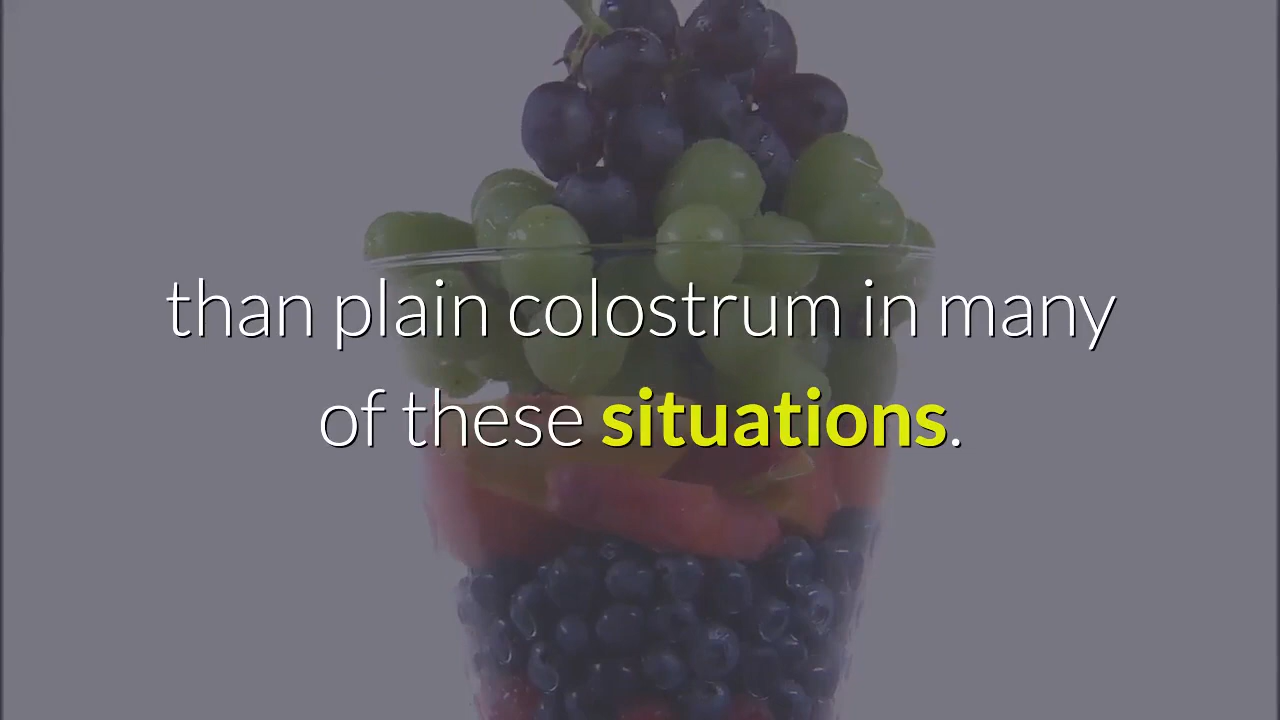 than plain colostrum in many
of these situations.